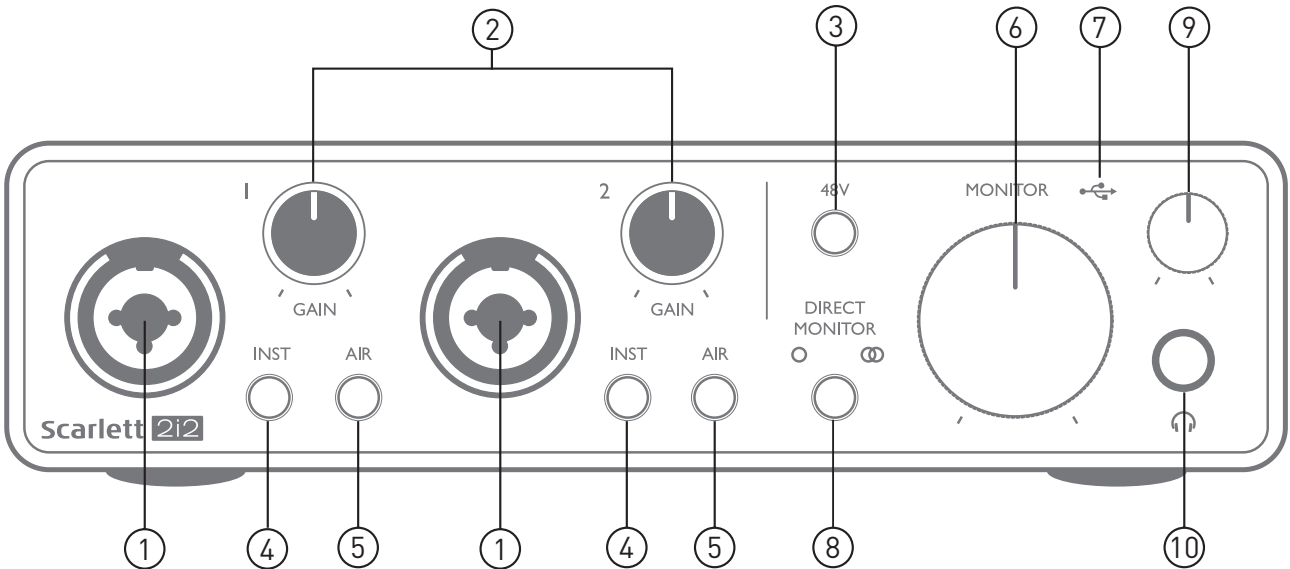 2
3
6
7
9
1
2
48V
MONITOR
GAIN
GAIN
DIRECT
MONITOR
INST
AIR
INST
AIR
Scarlett 2i2
1
4
5
1
4
5
8
10